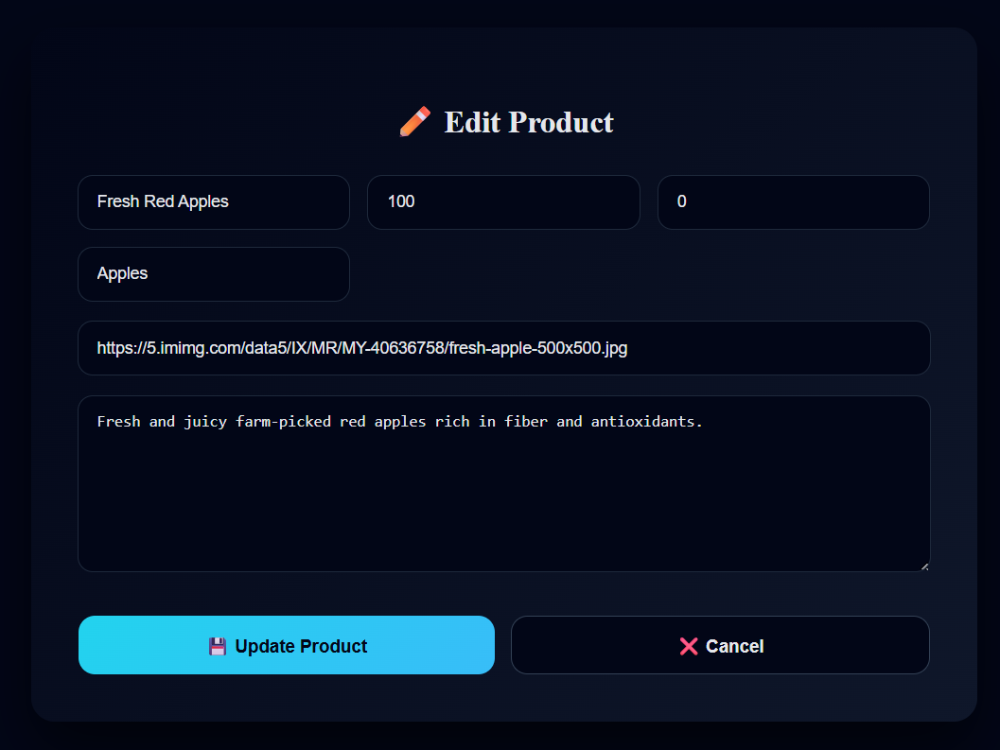 ✏️ Edit Product
Fresh Red Apples
100
0
Apples
https://5.imimg.com/data5/IX/MR/MY-40636758/fresh-apple-500x500.jpg
Fresh and juicy farm-picked red apples rich in fiber and antioxidants.
💾 Update Product
❌ Cancel